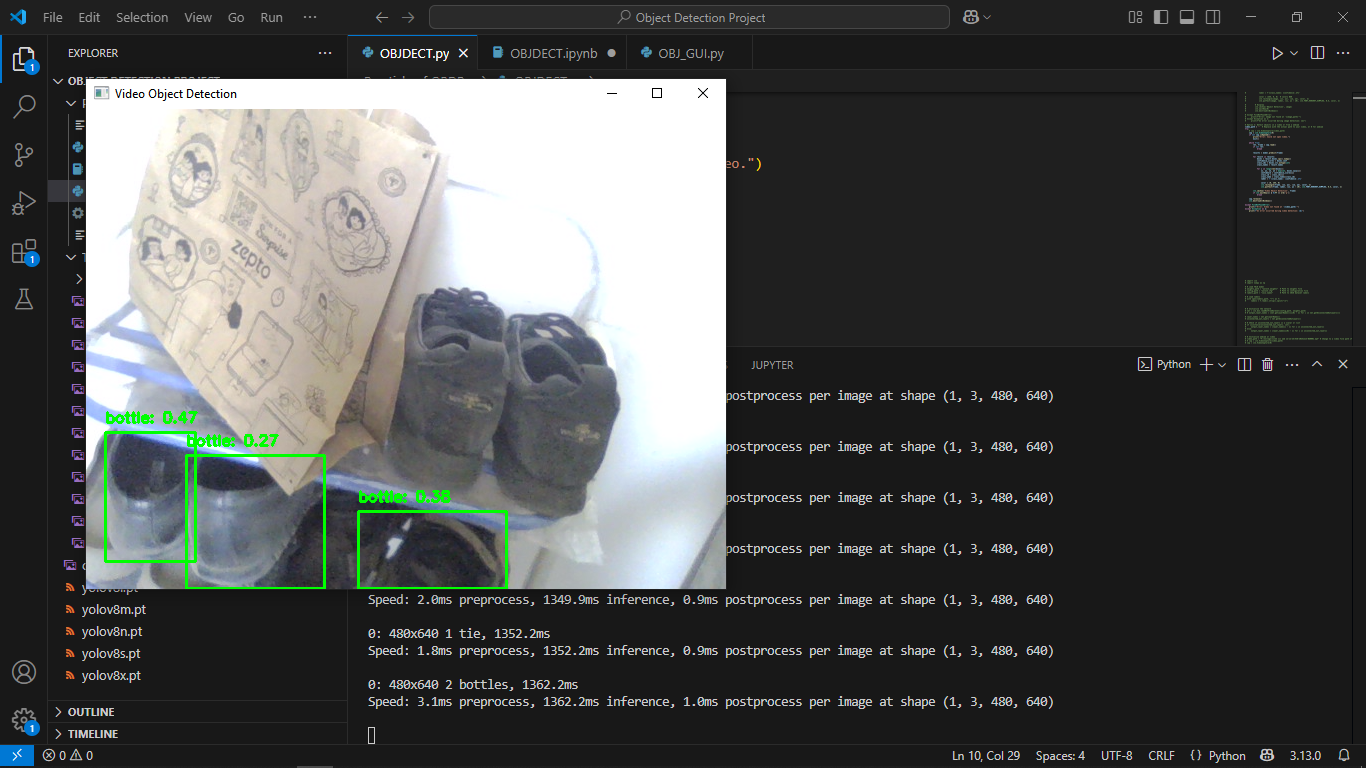 File Edit Selection View Go Run ···
Object Detection Project
EXPLORER
OBJDECT.py
OBJDECT.ipynb
OBJ_GUI.py
Video Object Detection
eo.")
Surprise
zepto
bottle: 0.47
bottle: 0.27
bottle: 0.38
JUPYTER
Python
postprocess per image at shape (1, 3, 480, 640)
postprocess per image at shape (1, 3, 480, 640)
postprocess per image at shape (1, 3, 480, 640)
postprocess per image at shape (1, 3, 480, 640)
Speed: 2.0ms preprocess, 1349.9ms inference, 0.9ms postprocess per image at shape (1, 3, 480, 640)
0: 480x640 1 tie, 1352.2ms
Speed: 1.8ms preprocess, 1352.2ms inference, 0.9ms postprocess per image at shape (1, 3, 480, 640)
0: 480x640 2 bottles, 1362.2ms
Speed: 3.1ms preprocess, 1362.2ms inference, 1.0ms postprocess per image at shape (1, 3, 480, 640)
yolov8m.pt
yolov8n.pt
yolov8s.pt
yolov8x.pt
OUTLINE
TIMELINE
1
1
1
0 0
Ln 10, Col 29 Spaces: 4 UTF-8 CRLF {} Python 3.13.0